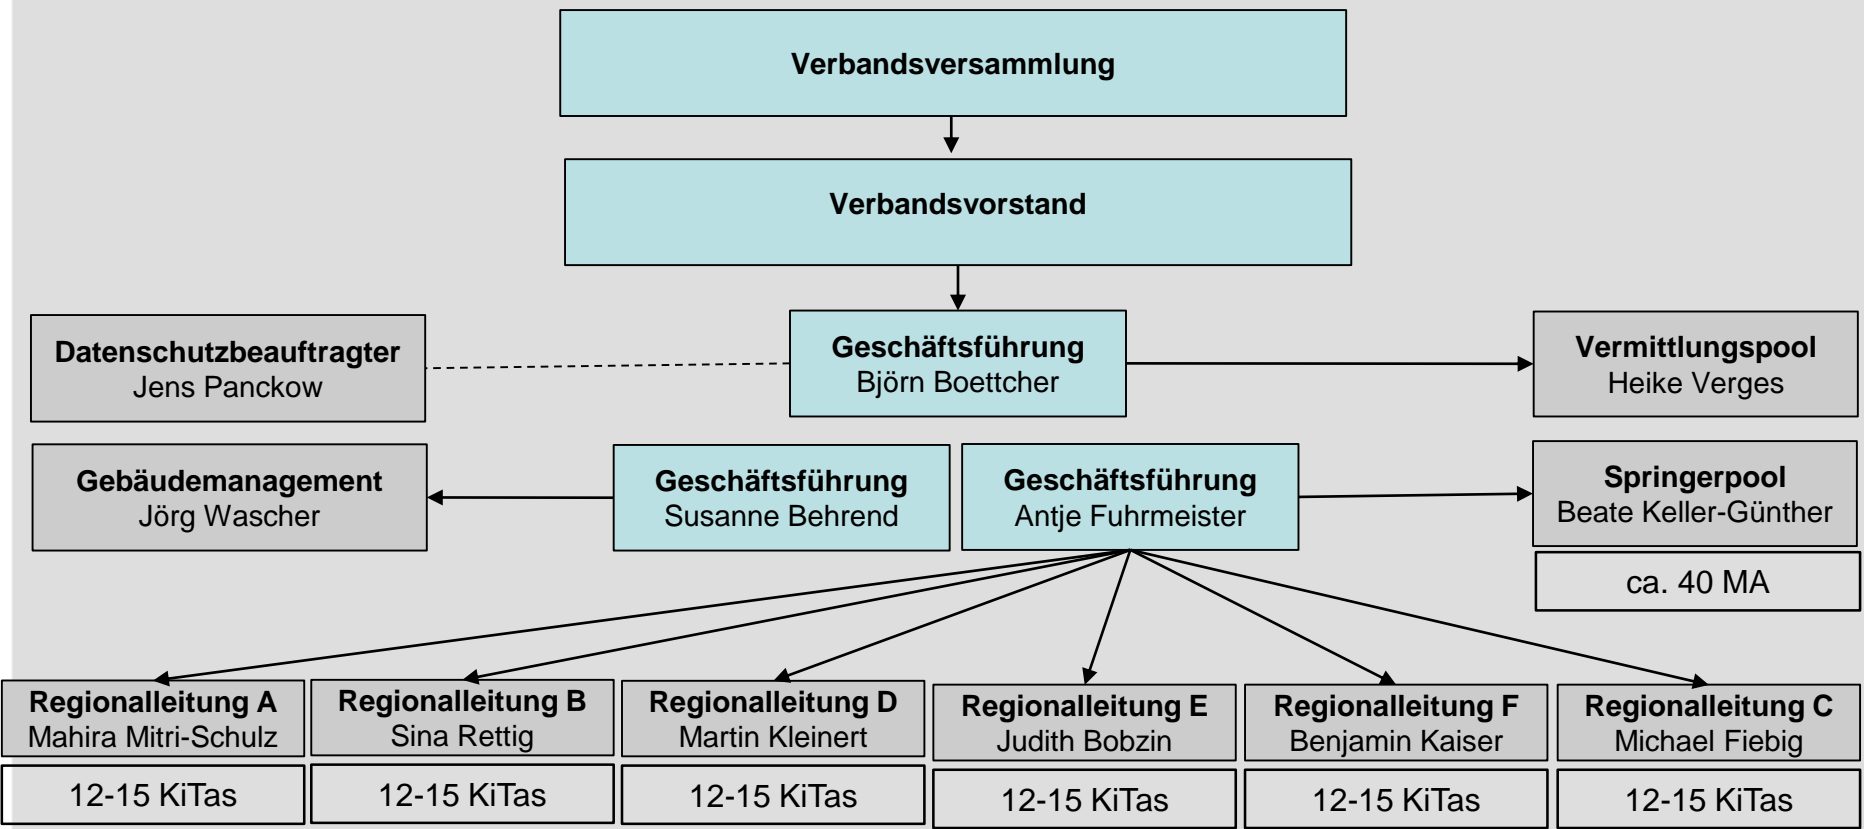 Verbandsversammlung
Verbandsvorstand
Datenschutzbeauftragter
Jens Panckow
Geschäftsführung
Björn Boettcher
Vermittlungspool
Heike Verges
Gebäudemanagement
Jörg Wascher
Geschäftsführung
Susanne Behrend
Geschäftsführung
Antje Fuhrmeister
Springerpool
Beate Keller-Günther
ca. 40 MA
Regionalleitung A
Mahira Mitri-Schulz
12-15 KiTas
Regionalleitung B
Sina Rettig
12-15 KiTas
Regionalleitung D
Martin Kleinert
12-15 KiTas
Regionalleitung E
Judith Bobzin
12-15 KiTas
Regionalleitung F
Benjamin Kaiser
12-15 KiTas
Regionalleitung C
Michael Fiebig
12-15 KiTas